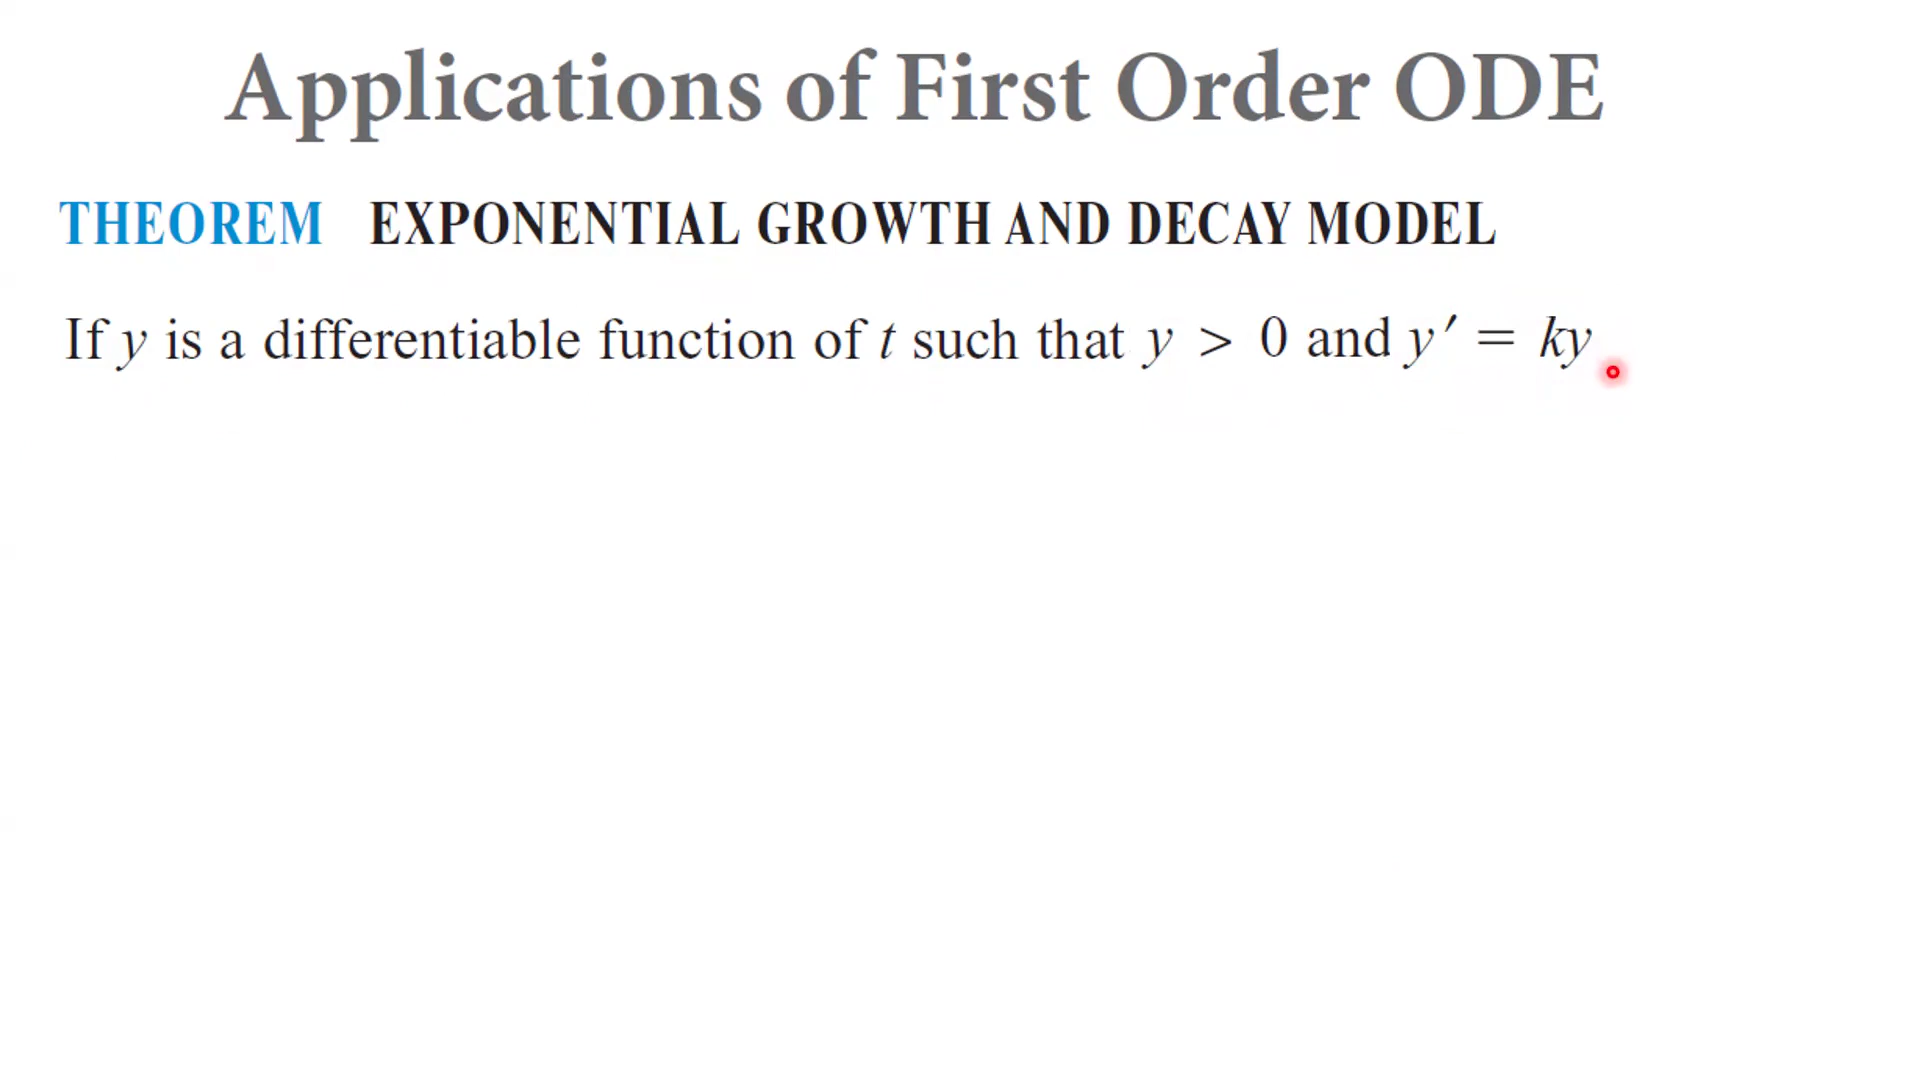 Applications of First Order ODE
THEOREM EXPONENTIAL GROWTH AND DECAY MODEL
If y is a differentiable function of t such that y > 0 and y′ = ky